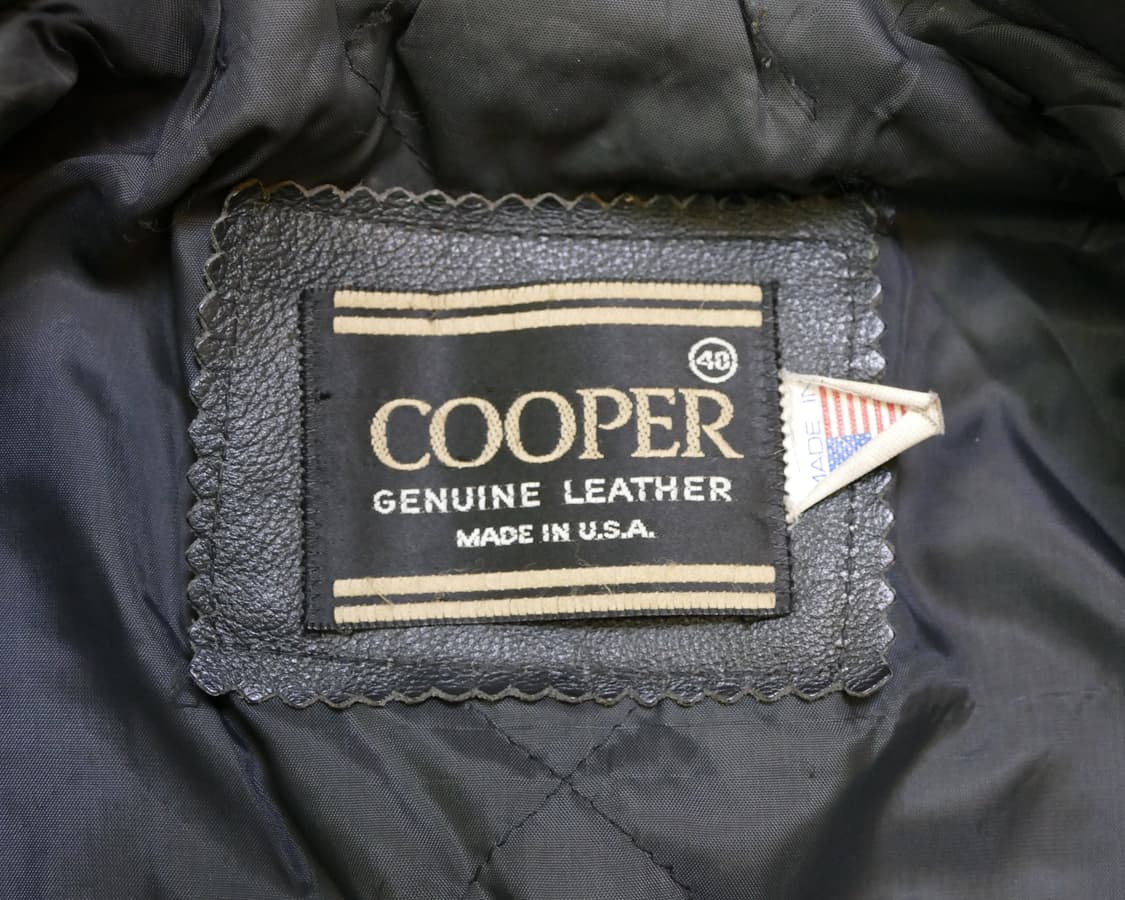 40
COOPER
GENUINE LEATHER
MADE IN U.S.A.
MADE IN